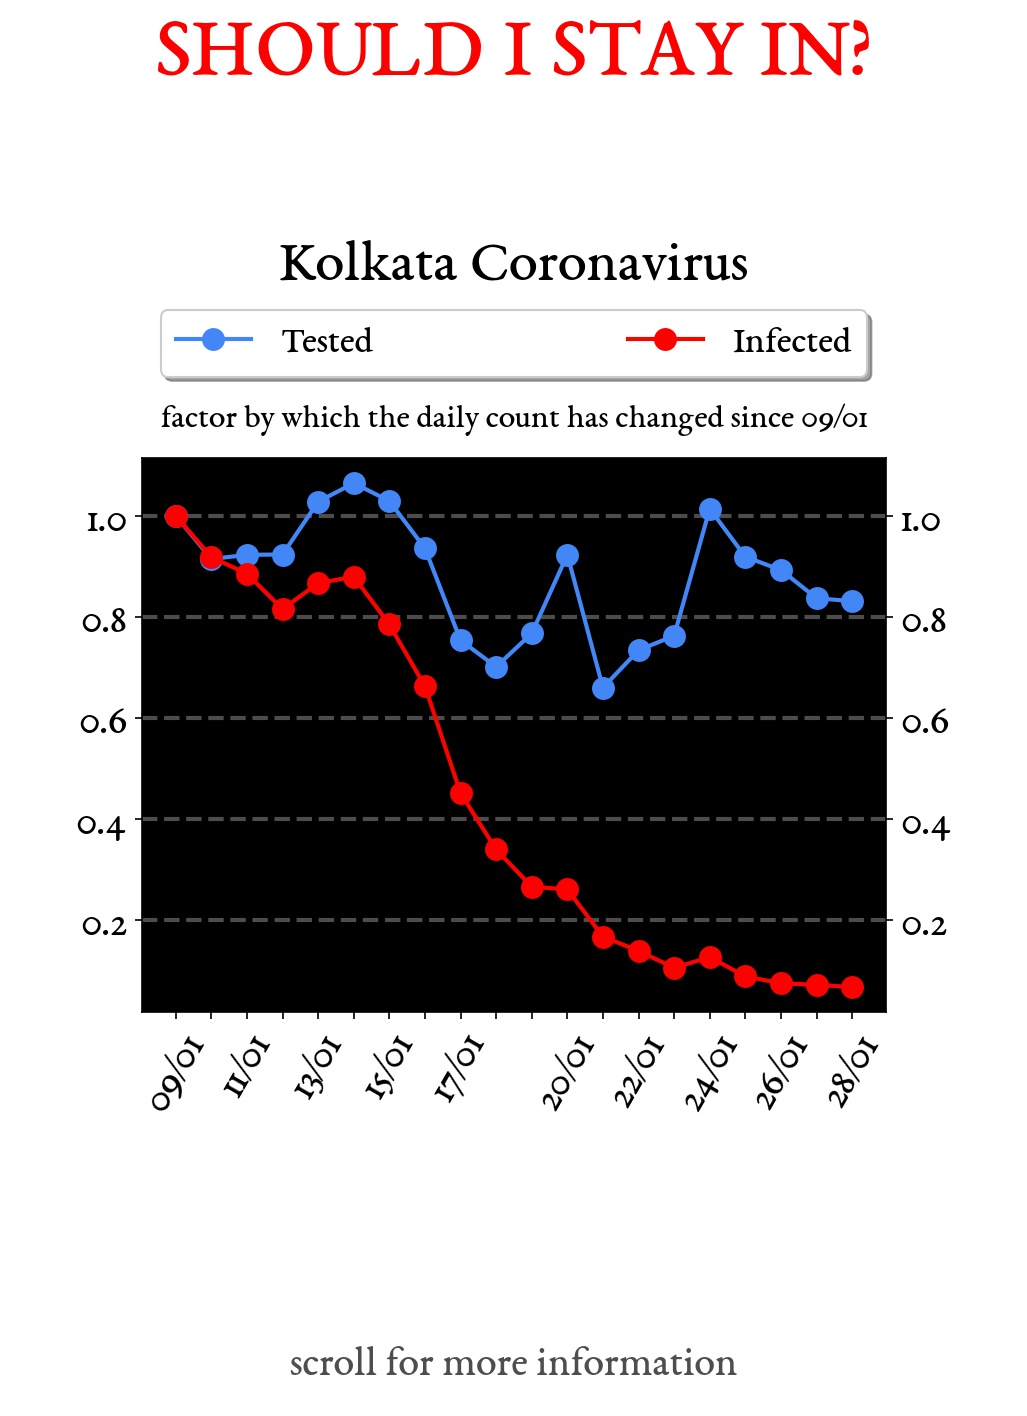 SHOULD I STAY IN?
Kolkata Coronavirus
Tested Infected
factor by which the daily count has changed since 09/01
1.0 1.0
0.8 0.8
0.6 0.6
0.4 0.4
0.2 0.2
09/01 11/01 13/01 15/01 17/01 20/01 22/01 24/01 26/01 28/01
scroll for more information